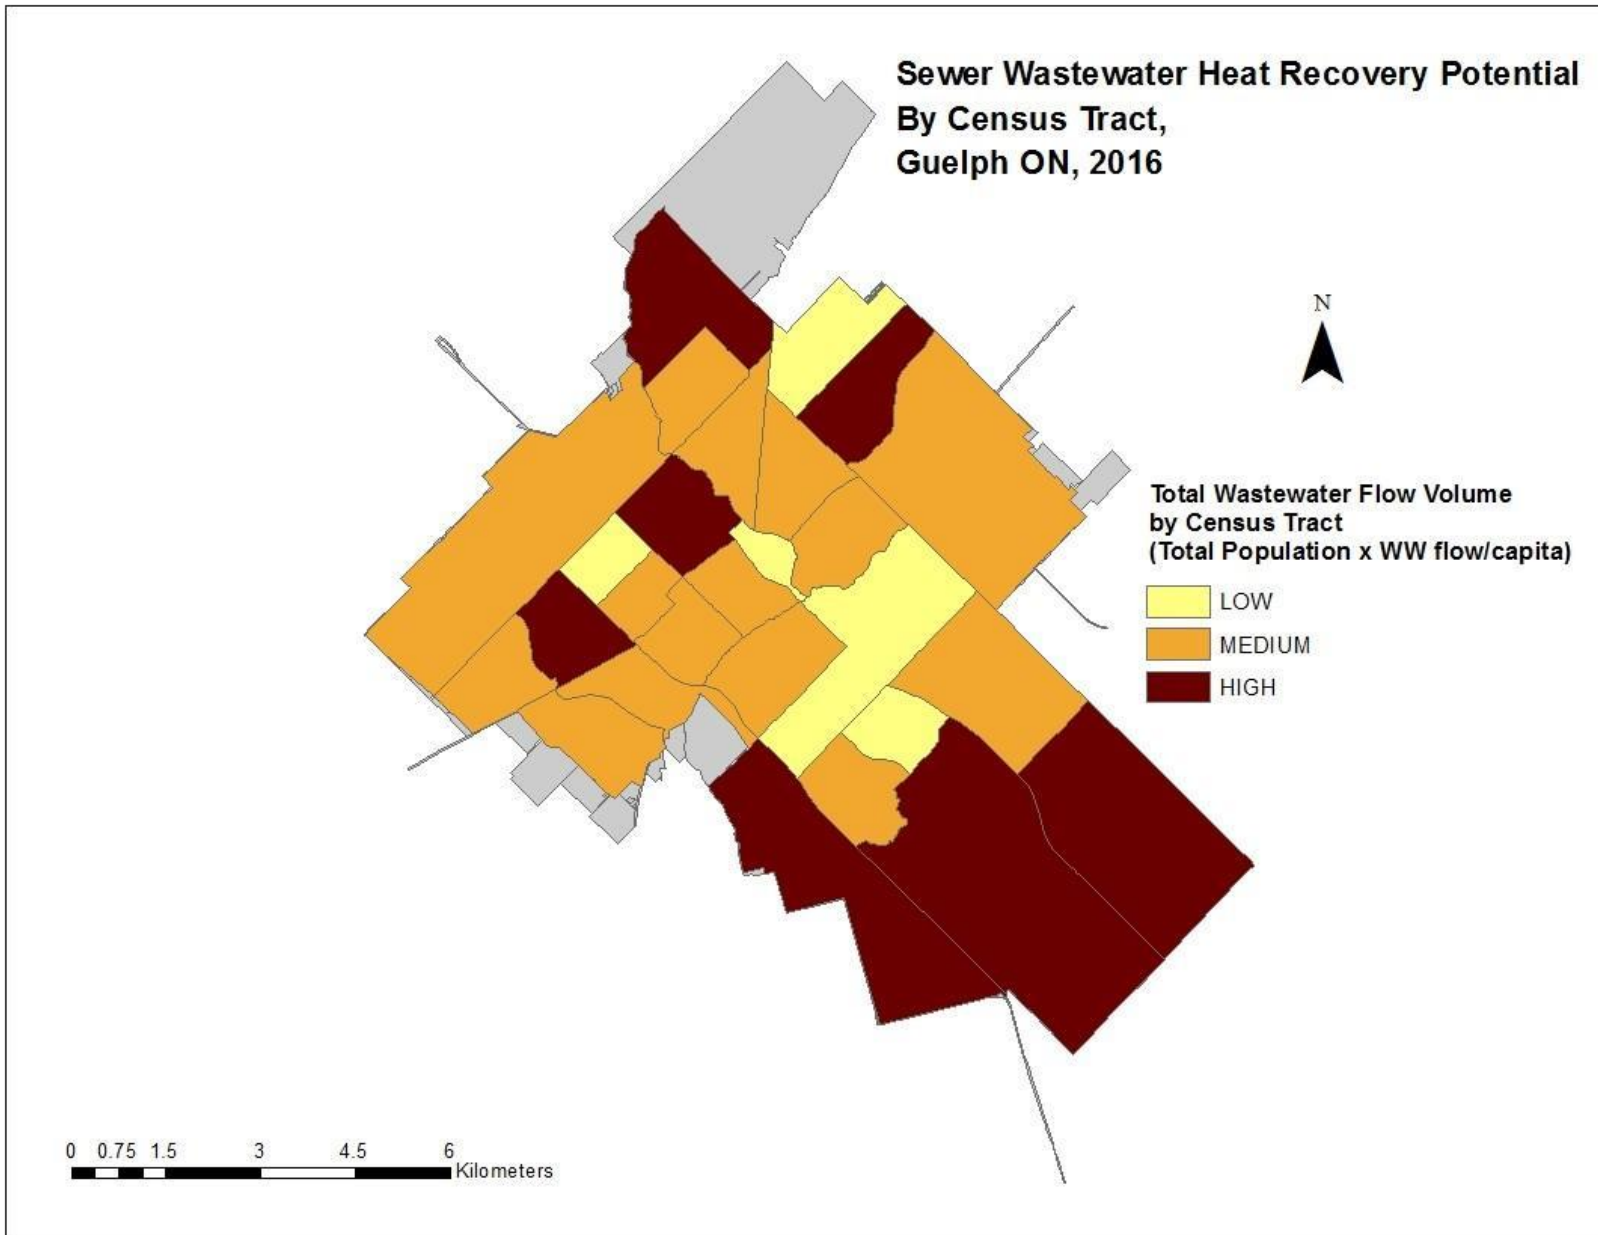 Sewer Wastewater Heat Recovery Potential
By Census Tract,
Guelph ON, 2016
N
Total Wastewater Flow Volume
by Census Tract
(Total Population x WW flow/capita)
LOW
MEDIUM
HIGH
0 0.75 1.5 3 4.5 6
Kilometers